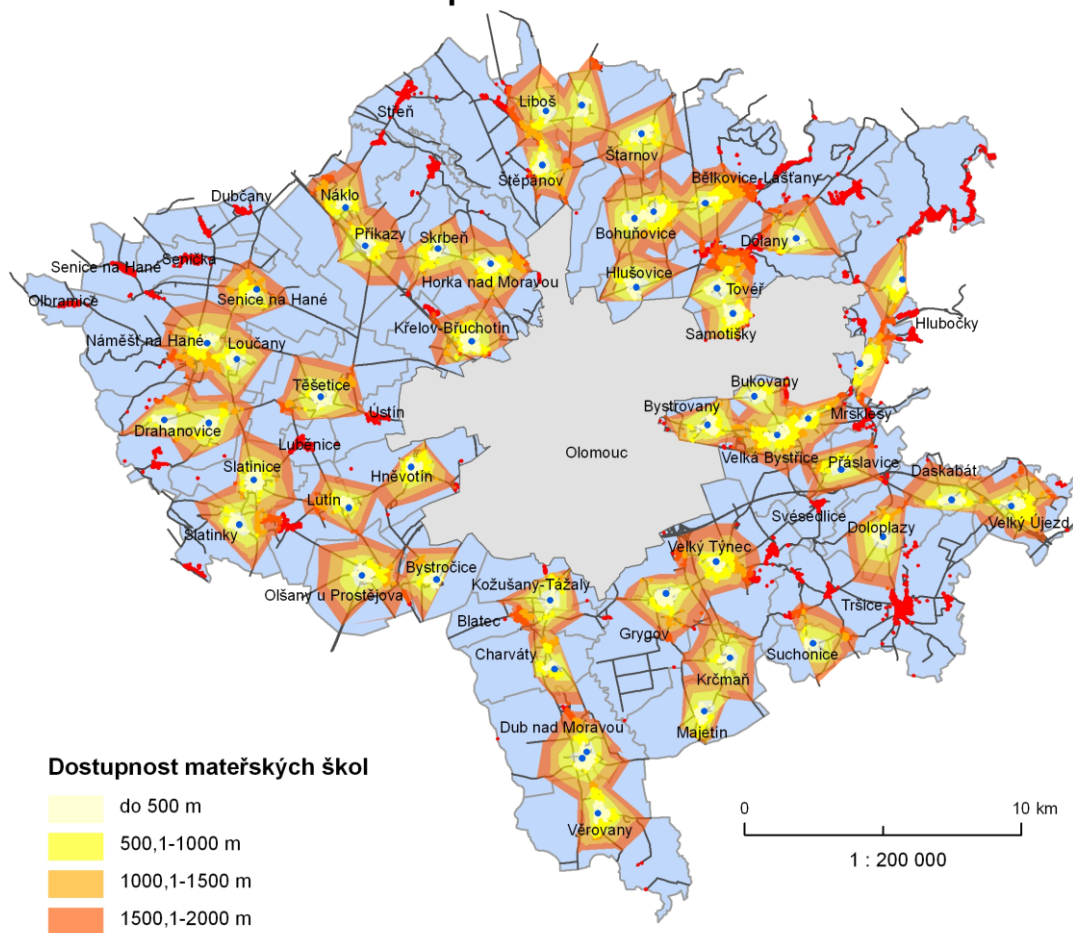 Liboš
Střeň
Štarnov
Štěpánov
Bělkovice-Lašťany
Dubčany
Náklo
Příkazy
Skrbeň
Bohuňovice
Dolany
Senička
Senice na Hané
Horka nad Moravou
Hlušovice
Tovéř
Olbramice
Senice na Hané
Hlubočky
Křelov-Břuchotín
Samotišky
Náměšť na Hané
Loučany
Těšetice
Bukovany
Ústín
Bystrovany
Mrsklesy
Drahanovice
Luběnice
Olomouc
Velká Bystřice
Slatinice
Hněvotín
Přáslavice
Daskabát
Lutín
Svésedlice
Slatinky
Doloplazy
Velký Újezd
Velký Týnec
Bystročice
Kožušany-Tážaly
Olšany u Prostějova
Tršice
Blatec
Grygov
Charváty
Suchonice
Krčmaň
Dub nad Moravou
Majetín
Věrovany
Dostupnost mateřských škol
do 500 m
500,1-1000 m
1000,1-1500 m
1500,1-2000 m
0 10 km
1 : 200 000